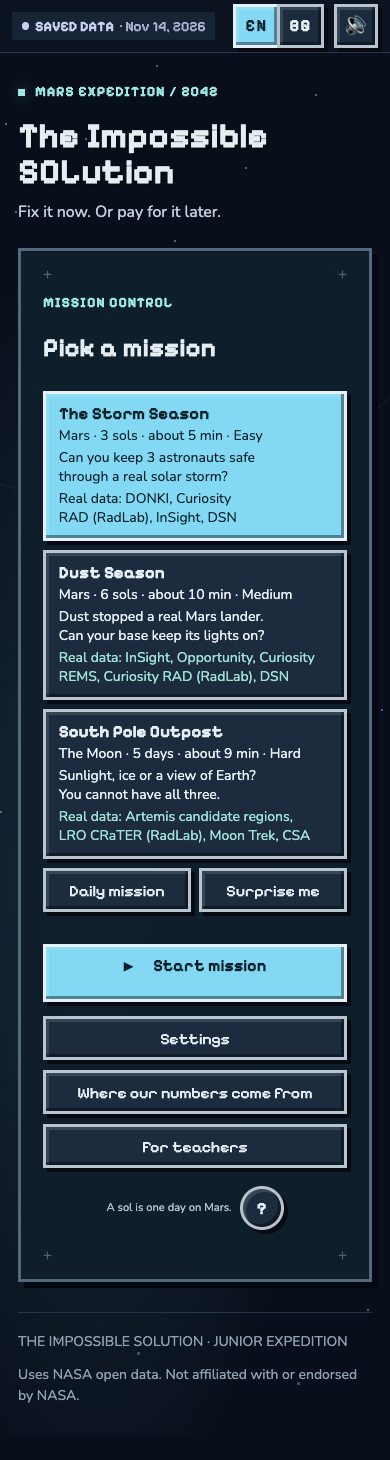 SAVED DATA · Nov 14, 2026
EN
🔊
MARS EXPEDITION / 2042
The Impossible
SOLution
Fix it now. Or pay for it later.
MISSION CONTROL
Pick a mission
The Storm Season
Mars · 3 sols · about 5 min · Easy
Can you keep 3 astronauts safe
through a real solar storm?
Real data: DONKI, Curiosity
RAD (RadLab), InSight, DSN
Dust Season
Mars · 6 sols · about 10 min · Medium
Dust stopped a real Mars lander.
Can your base keep its lights on?
Real data: InSight, Opportunity, Curiosity
REMS, Curiosity RAD (RadLab), DSN
South Pole Outpost
The Moon · 5 days · about 9 min · Hard
Sunlight, ice or a view of Earth?
You cannot have all three.
Real data: Artemis candidate regions,
LRO CRaTER (RadLab), Moon Trek, CSA
Daily mission
Surprise me
▶ Start mission
Settings
Where our numbers come from
For teachers
A sol is one day on Mars. ?
THE IMPOSSIBLE SOLUTION · JUNIOR EXPEDITION
Uses NASA open data. Not affiliated with or endorsed
by NASA.